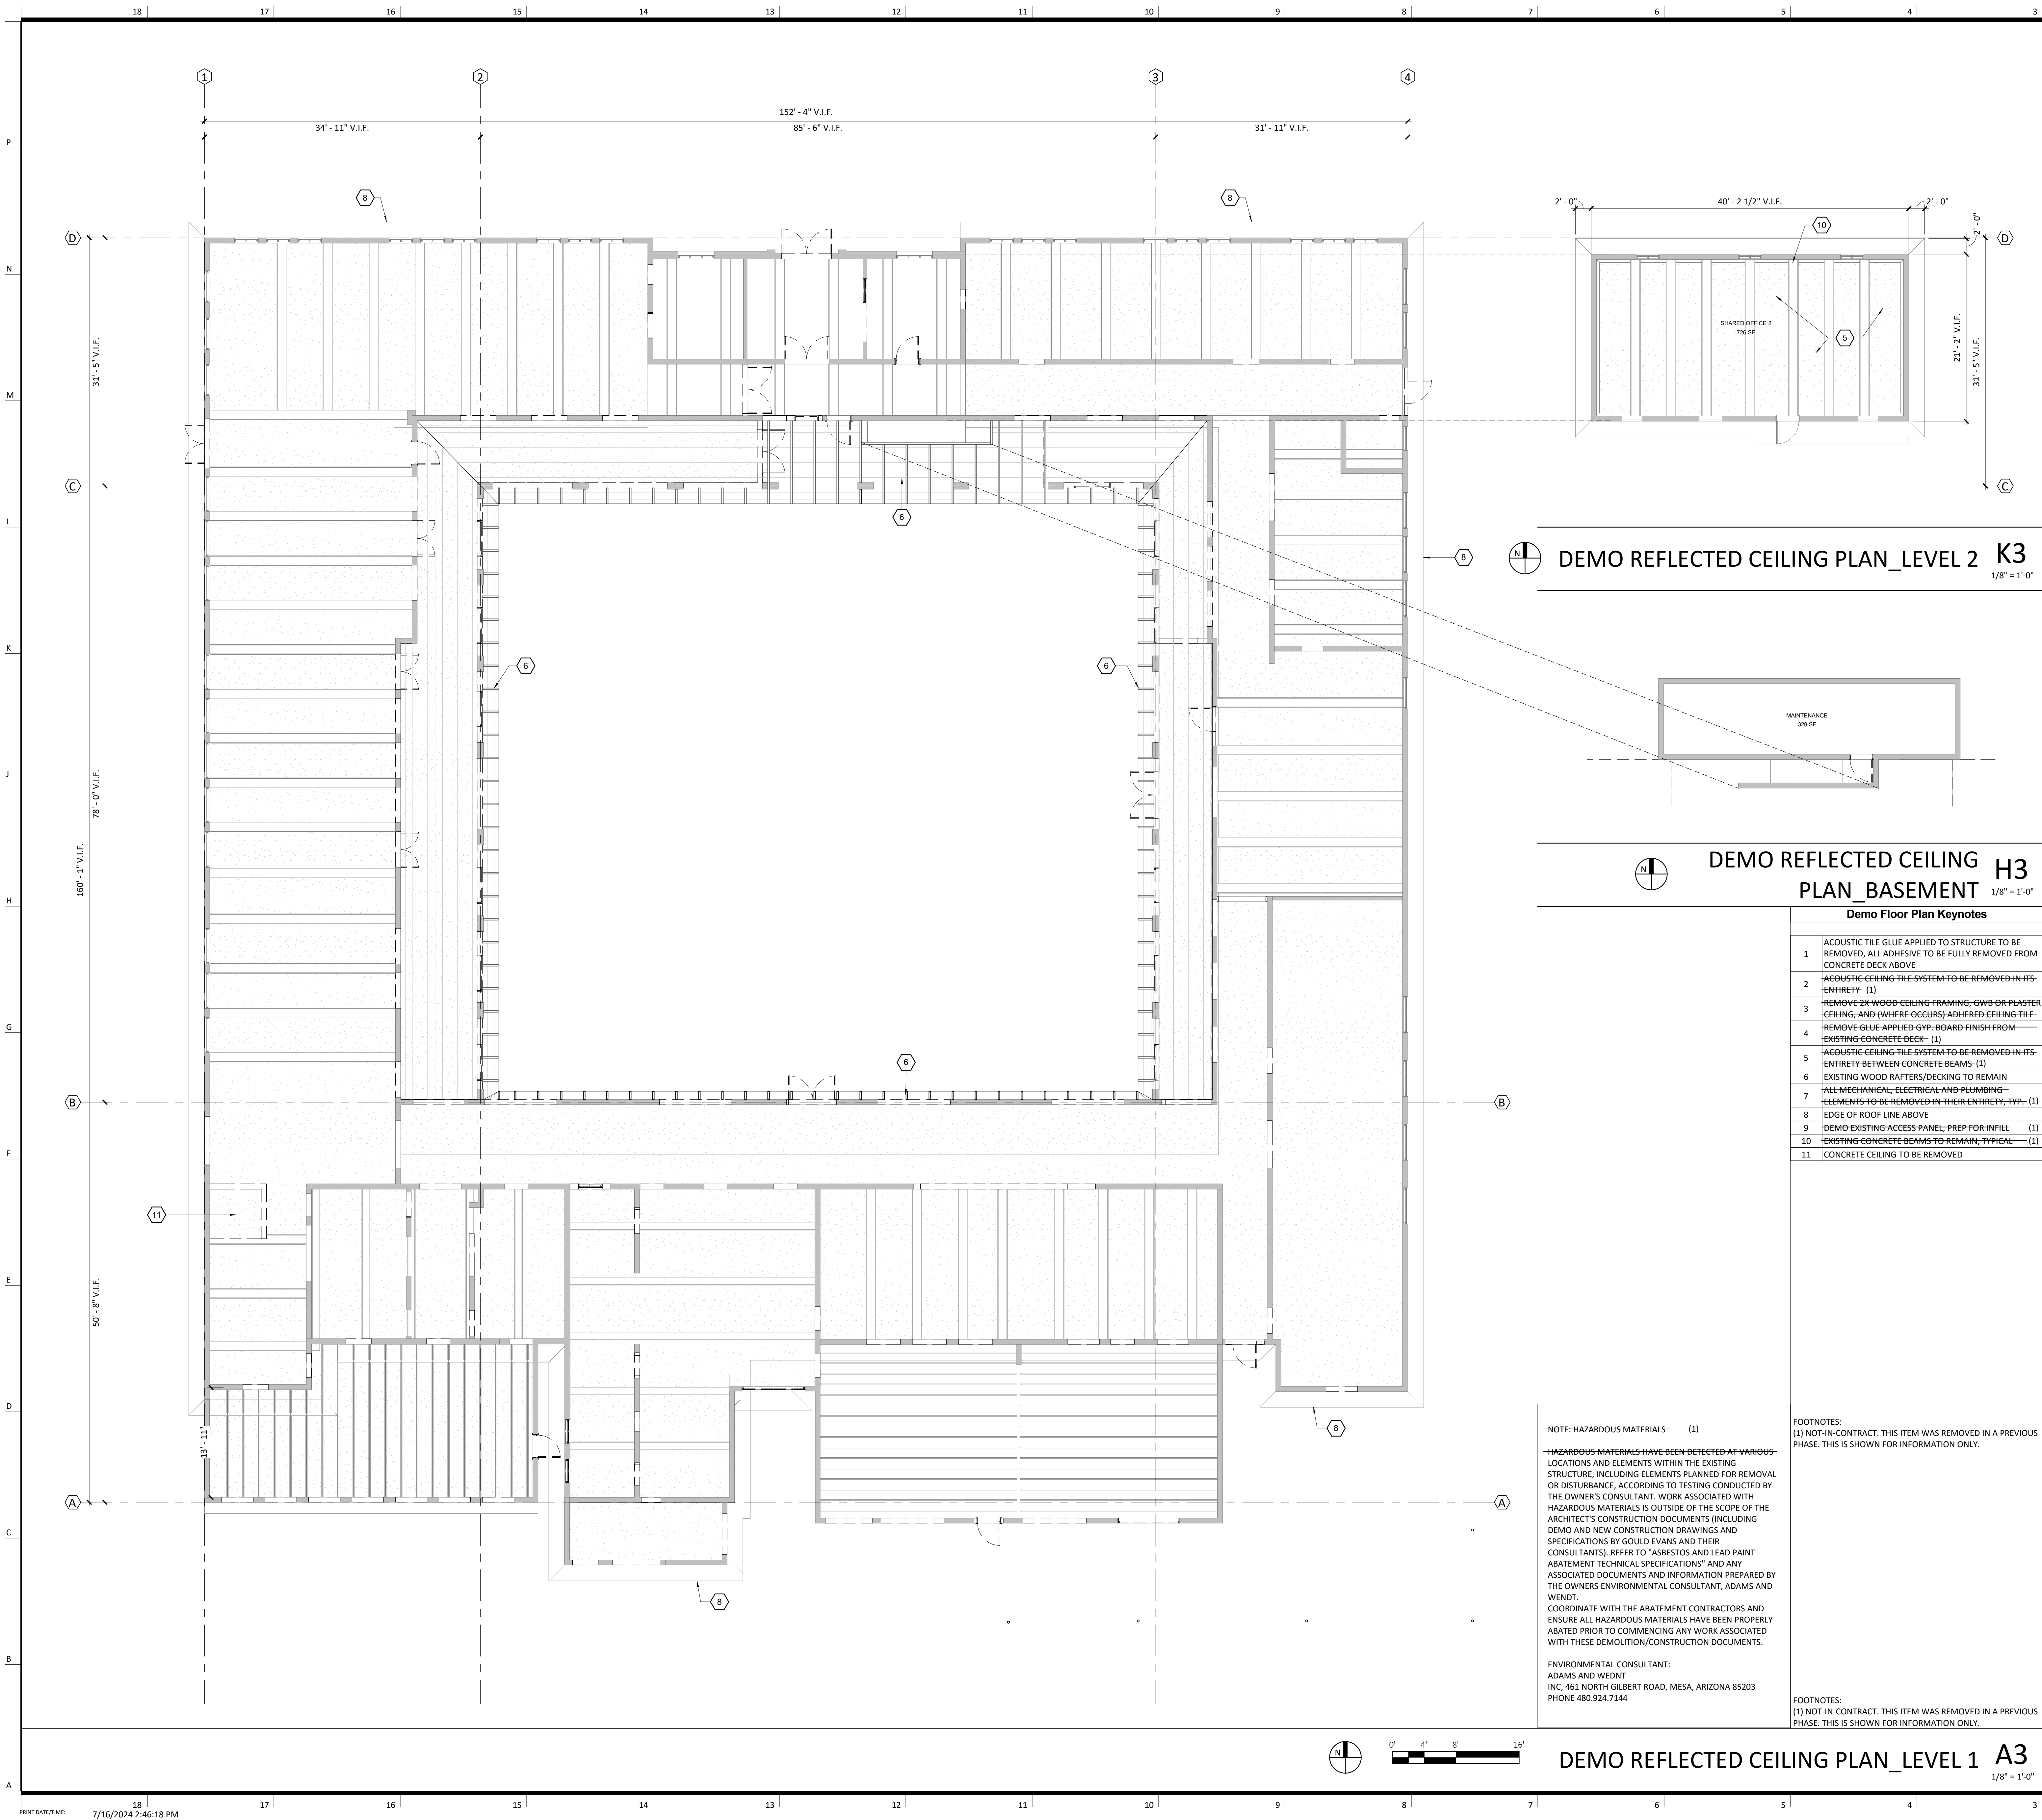 18 17 16 15 14 13 12 11 10 9 8 7 6 5 4 3
1 2 3 4
152' - 4" V.I.F.
34' - 11" V.I.F. 85' - 6" V.I.F. 31' - 11" V.I.F.
P
8 8
2' - 0" 40' - 2 1/2" V.I.F. 2' - 0"
10
2' - 0"
D D
N
SHARED OFFICE 2
726 SF
5
21' - 2" V.I.F.
31' - 5" V.I.F.
31' - 5" V.I.F.
M
C C
L
6
8
N
DEMO REFLECTED CEILING PLAN_LEVEL 2 K3
1/8" = 1'-0"
K
6 6
MAINTENANCE
329 SF
J
78' - 0" V.I.F.
160' - 1" V.I.F.
N
DEMO REFLECTED CEILING
PLAN_BASEMENT H3
1/8" = 1'-0"
H
Demo Floor Plan Keynotes
1 ACOUSTIC TILE GLUE APPLIED TO STRUCTURE TO BE
REMOVED, ALL ADHESIVE TO BE FULLY REMOVED FROM
CONCRETE DECK ABOVE
2 ACOUSTIC CEILING TILE SYSTEM TO BE REMOVED IN ITS
ENTIRETY (1)
3 REMOVE 2X WOOD CEILING FRAMING, GWB OR PLASTER
CEILING, AND (WHERE OCCURS) ADHERED CEILING TILE
4 REMOVE GLUE APPLIED GYP. BOARD FINISH FROM
EXISTING CONCRETE DECK (1)
5 ACOUSTIC CEILING TILE SYSTEM TO BE REMOVED IN ITS
ENTIRETY BETWEEN CONCRETE BEAMS (1)
6 EXISTING WOOD RAFTERS/DECKING TO REMAIN
7 ALL MECHANICAL, ELECTRICAL AND PLUMBING
ELEMENTS TO BE REMOVED IN THEIR ENTIRETY, TYP. (1)
8 EDGE OF ROOF LINE ABOVE
9 DEMO EXISTING ACCESS PANEL, PREP FOR INFILL (1)
10 EXISTING CONCRETE BEAMS TO REMAIN, TYPICAL (1)
11 CONCRETE CEILING TO BE REMOVED
G
6
B B
F
11
E
50' - 8" V.I.F.
D
13' - 11"
8
A A
C
8
B
NOTE: HAZARDOUS MATERIALS (1)
HAZARDOUS MATERIALS HAVE BEEN DETECTED AT VARIOUS
LOCATIONS AND ELEMENTS WITHIN THE EXISTING
STRUCTURE, INCLUDING ELEMENTS PLANNED FOR REMOVAL
OR DISTURBANCE, ACCORDING TO TESTING CONDUCTED BY
THE OWNER'S CONSULTANT. WORK ASSOCIATED WITH
HAZARDOUS MATERIALS IS OUTSIDE OF THE SCOPE OF THE
ARCHITECT'S CONSTRUCTION DOCUMENTS (INCLUDING
DEMO AND NEW CONSTRUCTION DRAWINGS AND
SPECIFICATIONS BY GOULD EVANS AND THEIR
CONSULTANTS). REFER TO "ASBESTOS AND LEAD PAINT
ABATEMENT TECHNICAL SPECIFICATIONS" AND ANY
ASSOCIATED DOCUMENTS AND INFORMATION PREPARED BY
THE OWNERS ENVIRONMENTAL CONSULTANT, ADAMS AND
WENDT.
COORDINATE WITH THE ABATEMENT CONTRACTORS AND
ENSURE ALL HAZARDOUS MATERIALS HAVE BEEN PROPERLY
ABATED PRIOR TO COMMENCING ANY WORK ASSOCIATED
WITH THESE DEMOLITION/CONSTRUCTION DOCUMENTS.
ENVIRONMENTAL CONSULTANT:
ADAMS AND WEDNT
INC, 461 NORTH GILBERT ROAD, MESA, ARIZONA 85203
PHONE 480.924.7144
FOOTNOTES:
(1) NOT-IN-CONTRACT. THIS ITEM WAS REMOVED IN A PREVIOUS
PHASE. THIS IS SHOWN FOR INFORMATION ONLY.
FOOTNOTES:
(1) NOT-IN-CONTRACT. THIS ITEM WAS REMOVED IN A PREVIOUS
PHASE. THIS IS SHOWN FOR INFORMATION ONLY.
N
0' 4' 8' 16'
DEMO REFLECTED CEILING PLAN_LEVEL 1 A3
1/8" = 1'-0"
A
18 17 16 15 14 13 12 11 10 9 8 7 6 5 4 3
PRINT DATE/TIME: 7/16/2024 2:46:18 PM